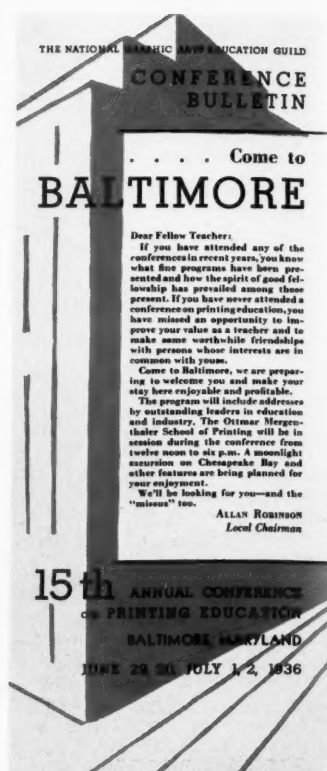 THE NATIONAL GRAPHIC ARTS EDUCATION GUILD
CONFERENCE
BULLETIN
. . . . Come to
BALTIMORE
Dear Fellow Teacher:
If you have attended any of the
conferences in recent years, you know
what fine programs have been pre-
sented and how the spirit of good fel-
lowship has prevailed among those
present. If you have never attended a
conference on printing education, you
have missed an opportunity to im-
prove your value as a teacher and to
make some worthwhile friendships
with persons whose interests are in
common with youse.
Come to Baltimore, we are prepar-
ing to welcome you and make your
stay here enjoyable and profitable.
The program will include addresses
by outstanding leaders in education
and industry. The Ottmar Mergen-
thaler School of Printing will be in
session during the conference from
twelve noon to six p.m. A moonlight
excursion on Chesapeake Bay and
other features are being planned for
your enjoyment.
We'll be looking for you—and the
"missus" too.
ALLAN ROBINSON
Local Chairman
15th ANNUAL CONFERENCE
on PRINTING EDUCATION
BALTIMORE, MARYLAND
JUNE 29, 30, JULY 1, 2, 1936